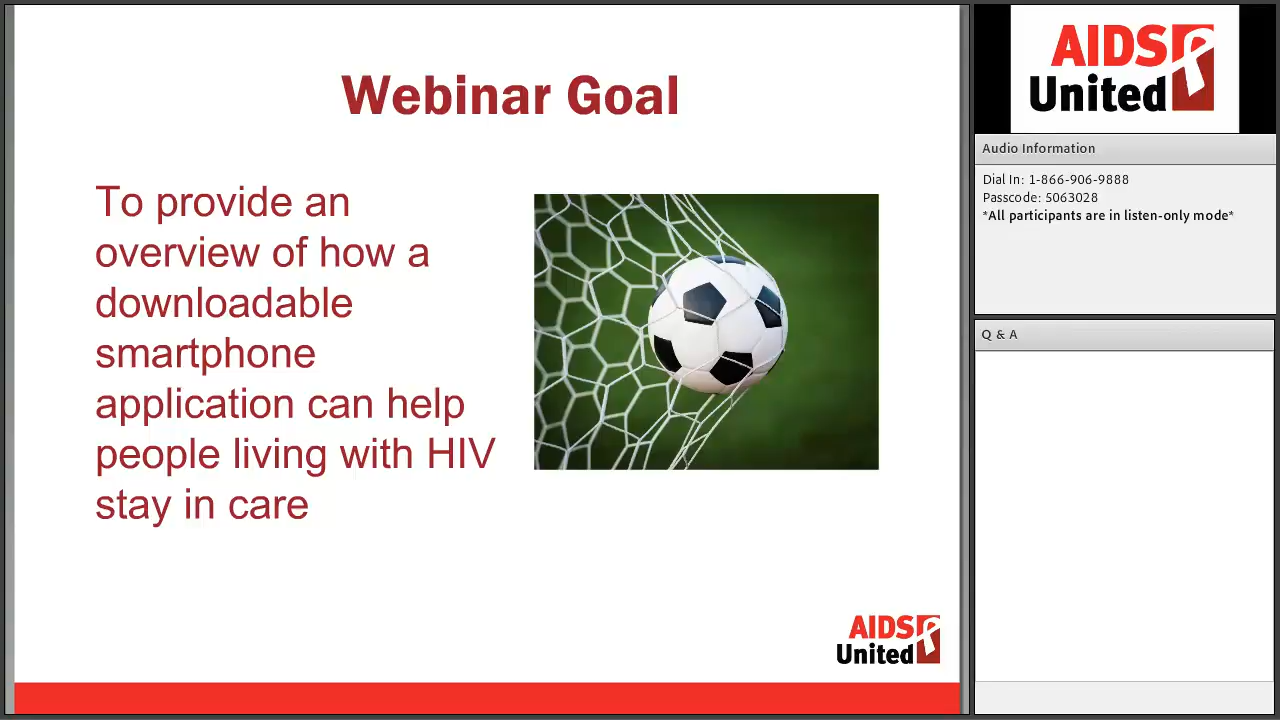 Webinar Goal
To provide an
overview of how a
downloadable
smartphone
application can help
people living with HIV
stay in care
AIDS
United
AIDS
United
Audio Information
Dial In: 1-866-906-9888
Passcode: 5063028
*All participants are in listen-only mode*
Q & A